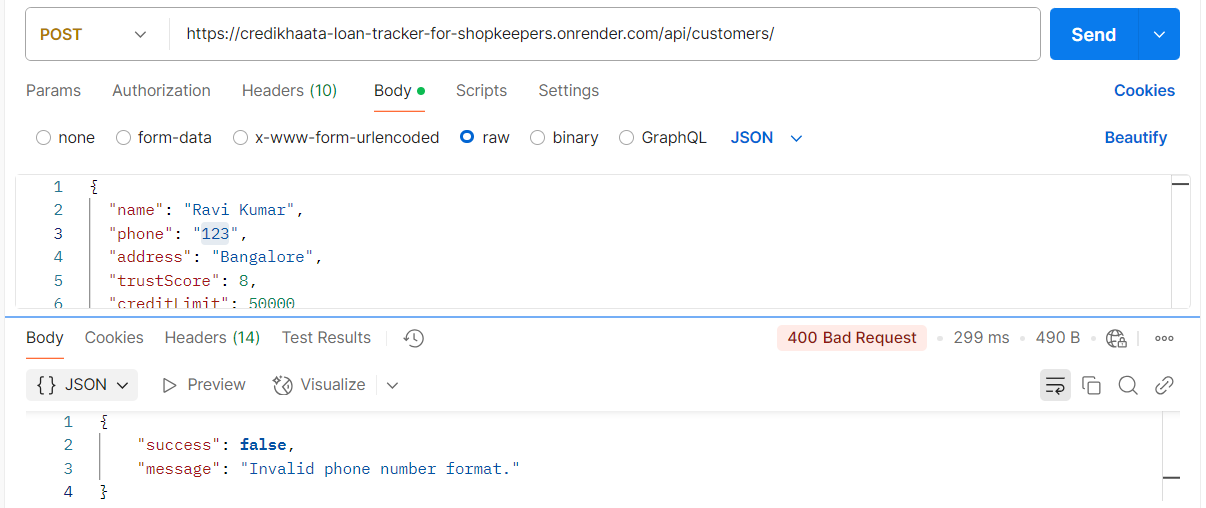 POST https://credikhaata-loan-tracker-for-shopkeepers.onrender.com/api/customers/ Send
Params Authorization Headers (10) Body Scripts Settings Cookies
none form-data x-www-form-urlencoded raw binary GraphQL JSON Beautify
1 {
2 "name": "Ravi Kumar",
3 "phone": "123",
4 "address": "Bangalore",
5 "trustScore": 8,
6 "creditLimit": 50000
Body Cookies Headers (14) Test Results 400 Bad Request 299 ms 490 B
{} JSON Preview Visualize
1 {
2 "success": false,
3 "message": "Invalid phone number format."
4 }